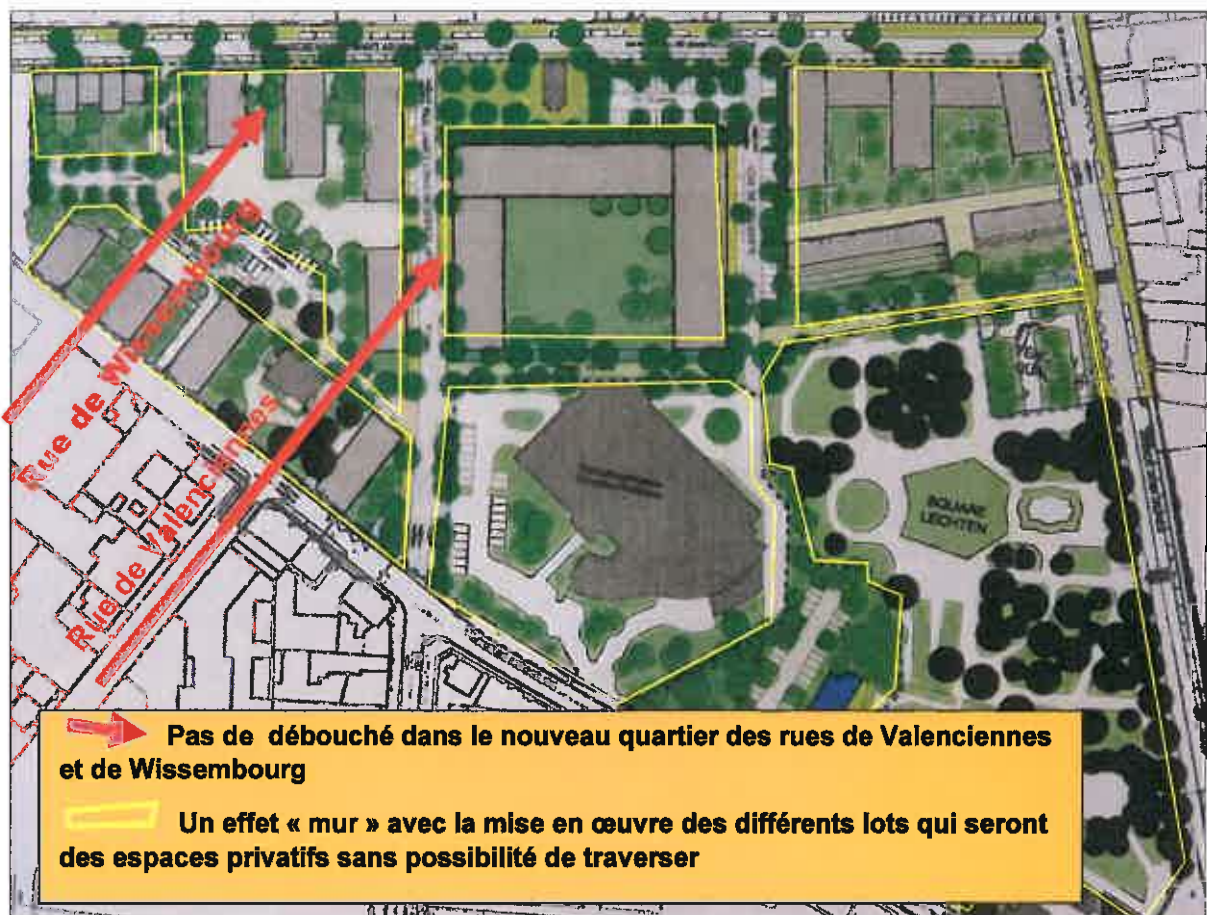 Rue de Wissembourg
Rue de Valenciennes
SQUARE
LECHTEN
Pas de débouché dans le nouveau quartier des rues de Valenciennes
et de Wissembourg
Un effet « mur » avec la mise en œuvre des différents lots qui seront
des espaces privatifs sans possibilité de traverser